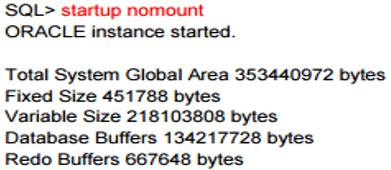 SQL> startup nomount
ORACLE instance started.
Total System Global Area 353440972 bytes
Fixed Size 451788 bytes
Variable Size 218103808 bytes
Database Buffers 134217728 bytes
Redo Buffers 667648 bytes